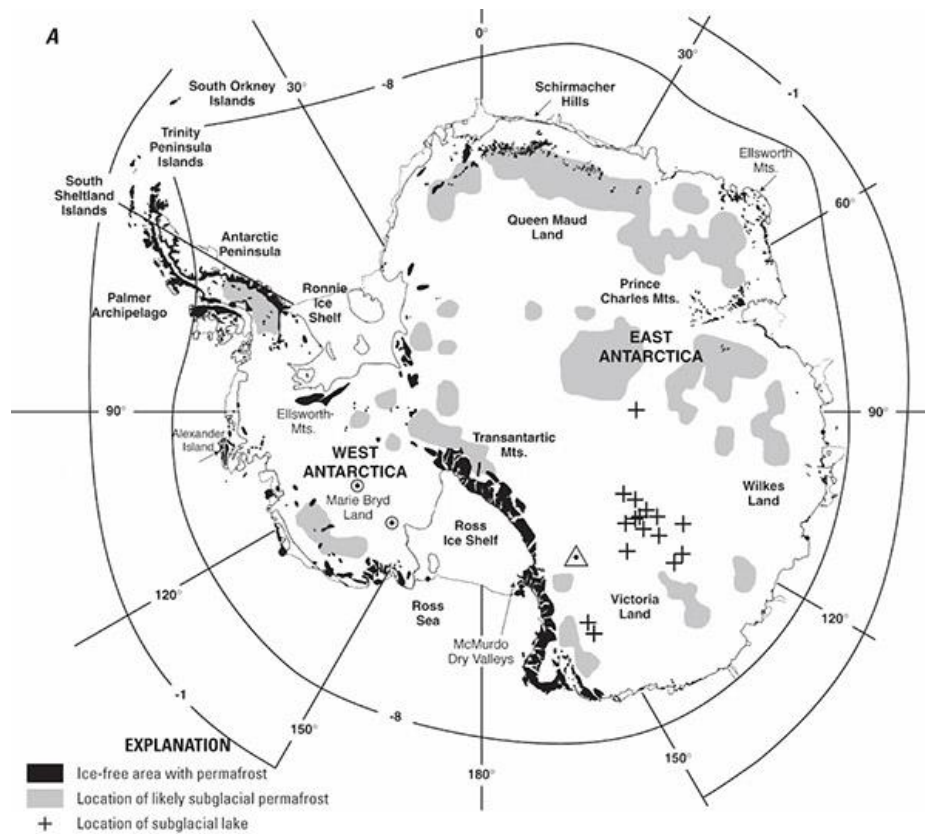 A
0°
South Orkney
Islands
30°
-8
Schirmacher
Hills
30°
-1
Trinity
Peninsula
Islands
Ellsworth
Mts.
South
Sheltland
Islands
60°
Queen Maud
Land
Antarctic
Peninsula
Palmer
Archipelago
Ronnie
Ice
Shelf
Prince
Charles Mts.
EAST
ANTARCTICA
90°
Ellsworth-
Mts.
90°
Alexander
Island
WEST
ANTARCTICA
Transantartic
Mts.
Marie Bryd
Land
Wilkes
Land
Ross
Ice Shelf
120°
Ross
Sea
Victoria
Land
120°
McMurdo
Dry Valleys
-1
150°
-8
180°
150°
EXPLANATION
Ice-free area with permafrost
Location of likely subglacial permafrost
Location of subglacial lake